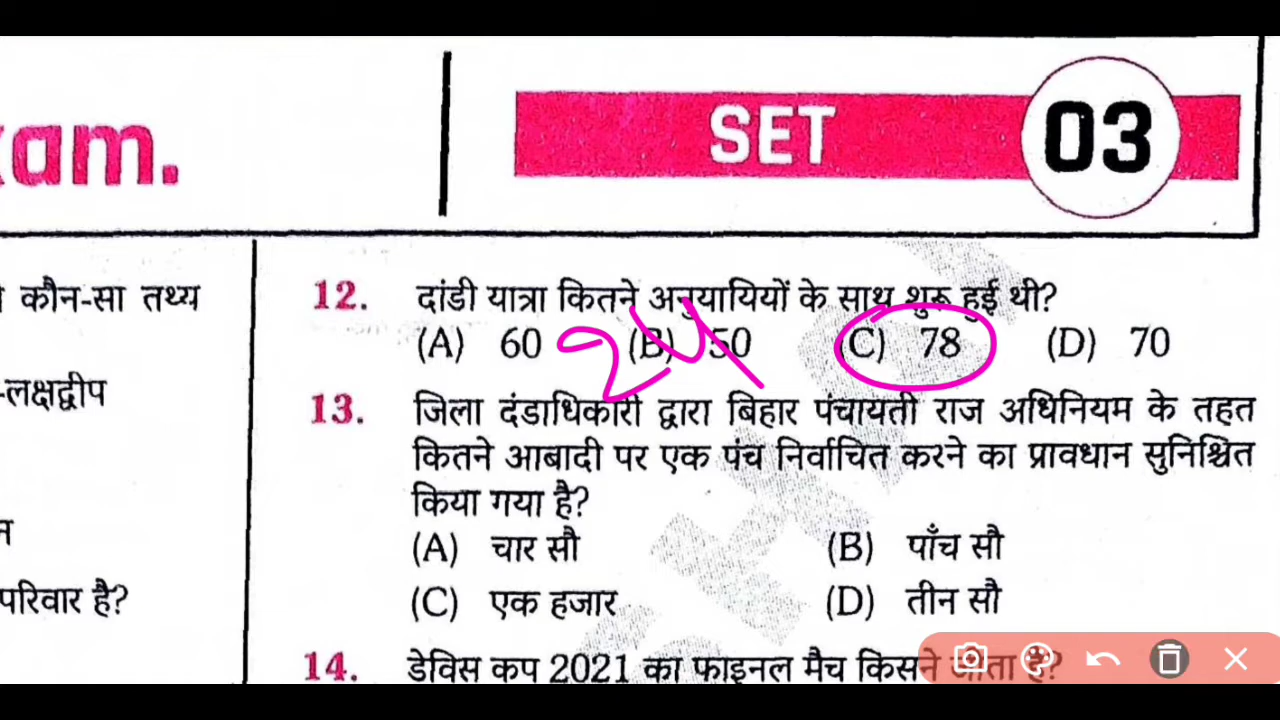 xam.
SET 03
कौन-सा तथ्य
-लक्षद्वीप
परिवार है?
12. दांडी यात्रा कितने अनुयायियों के साथ शुरू हुई थी?
(A) 60 (B) 50 (C) 78 (D) 70
24
13. जिला दंडाधिकारी द्वारा बिहार पंचायती राज अधिनियम के तहत
कितने आबादी पर एक पंच निर्वाचित करने का प्रावधान सुनिश्चित
किया गया है?
(A) चार सौ (B) पाँच सौ
(C) एक हजार (D) तीन सौ
14. डेविस कप 2021 का फाइनल मैच किसने जीता है?